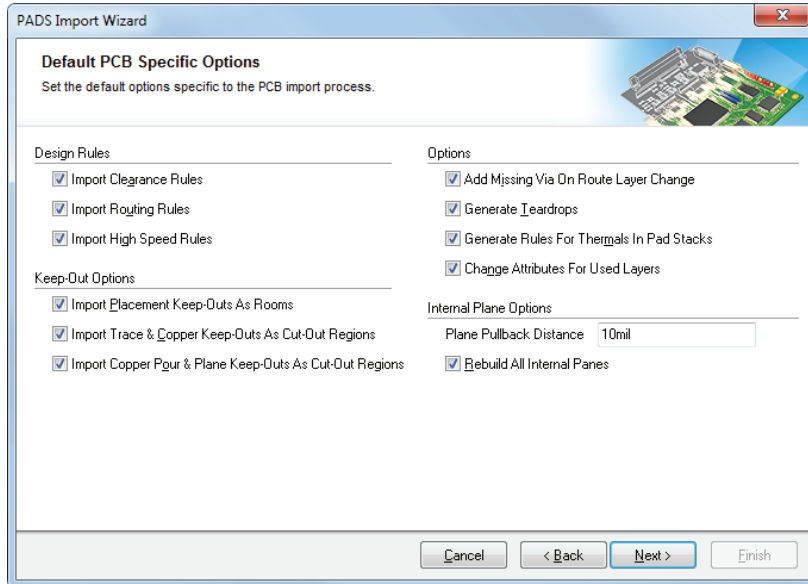 PADS Import Wizard
Default PCB Specific Options
Set the default options specific to the PCB import process.
Design Rules
Import Clearance Rules
Import Routing Rules
Import High Speed Rules
Keep-Out Options
Import Placement Keep-Outs As Rooms
Import Trace & Copper Keep-Outs As Cut-Out Regions
Import Copper Pour & Plane Keep-Outs As Cut-Out Regions
Options
Add Missing Via On Route Layer Change
Generate Teardrops
Generate Rules For Thermals In Pad Stacks
Change Attributes For Used Layers
Internal Plane Options
Plane Pullback Distance 10mil
Rebuild All Internal Panes
Cancel < Back Next > Finish